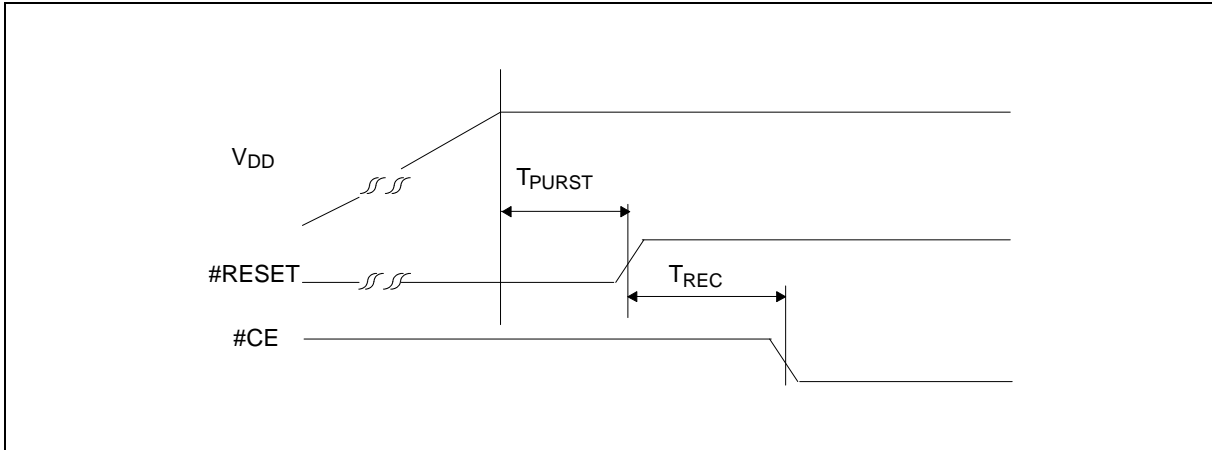 VDD
TPURST
#RESET
TREC
#CE